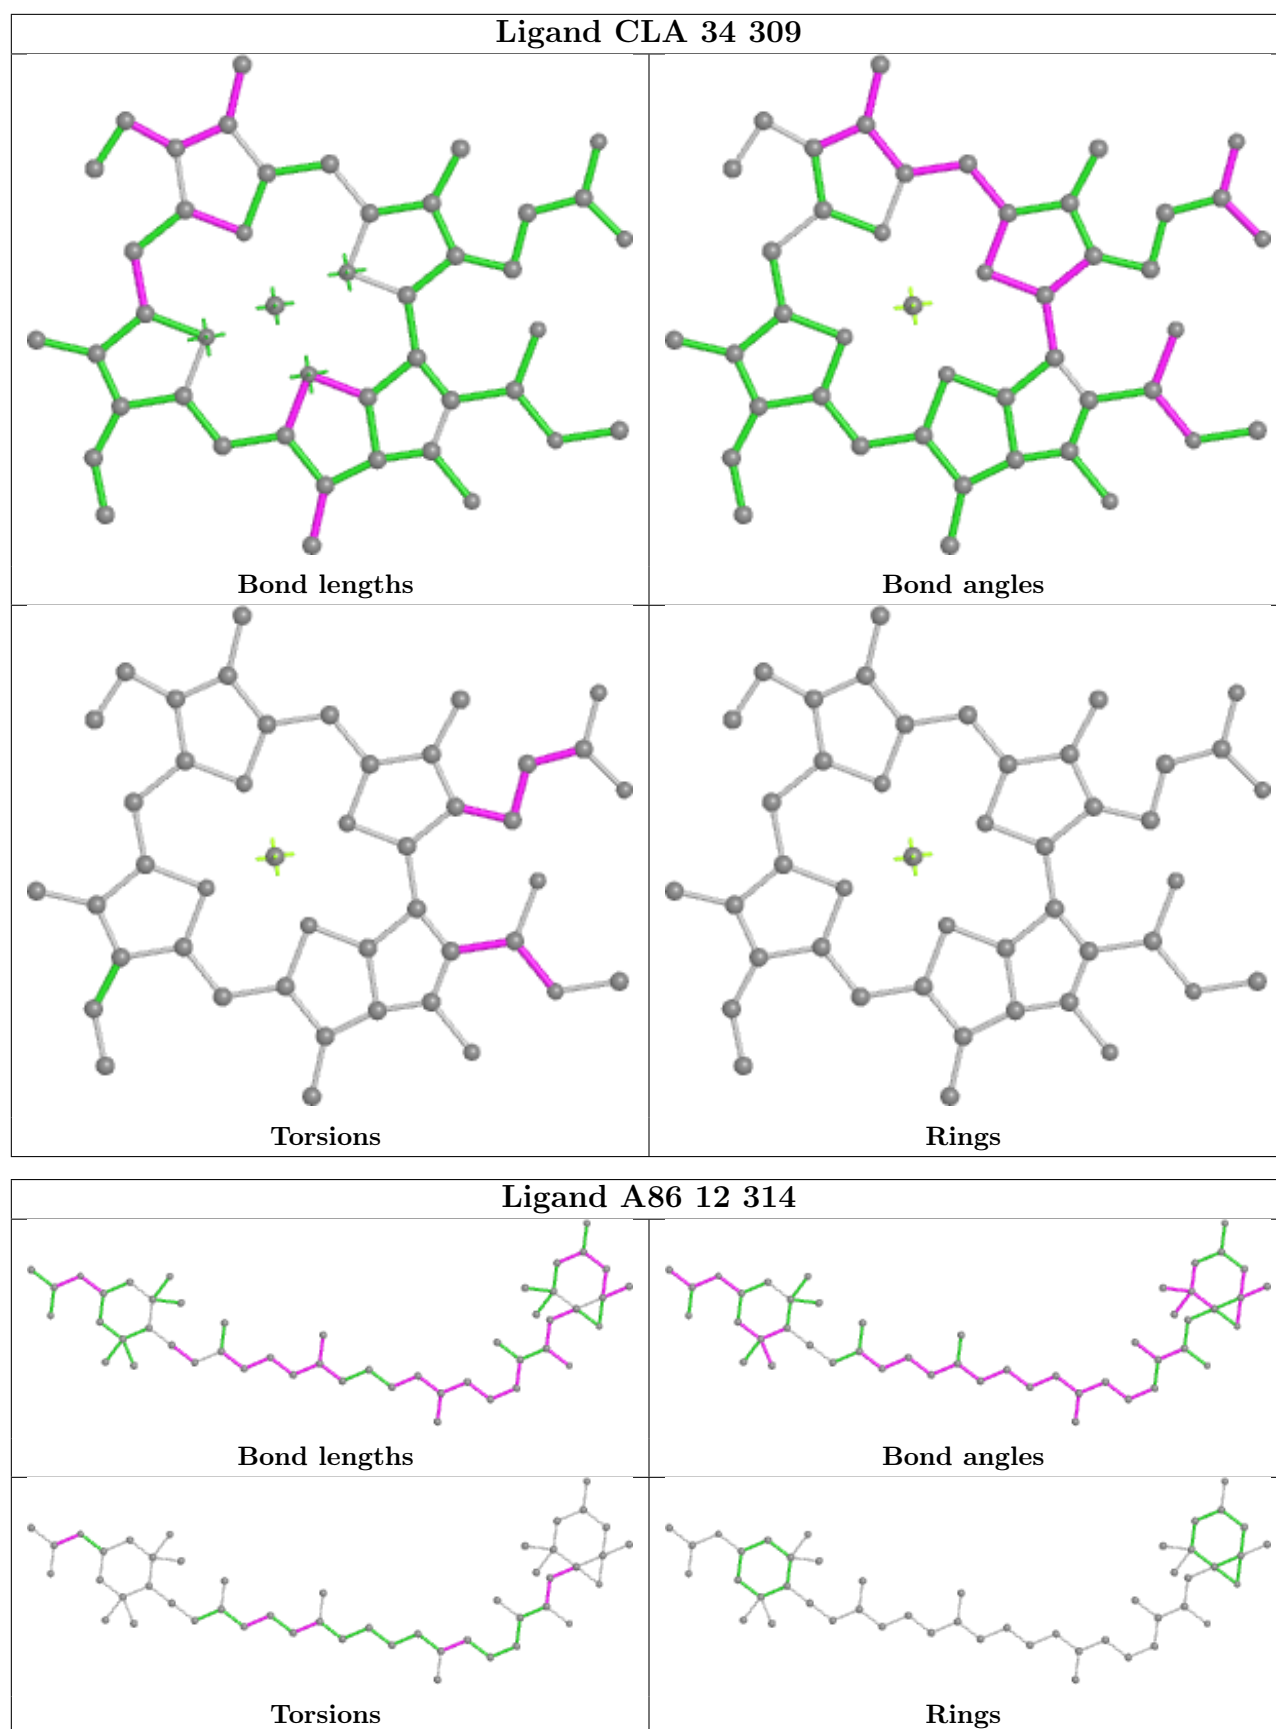 Ligand CLA 34 309
Bond lengths
Bond angles
Torsions
Rings
Ligand A86 12 314
Bond lengths
Bond angles
Torsions
Rings